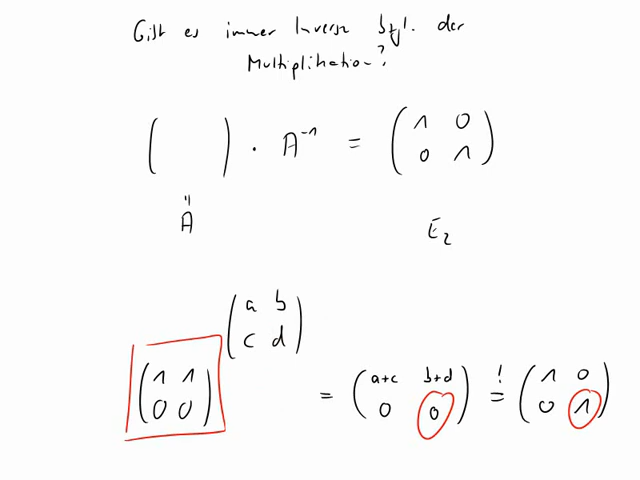 Gibt es immer Inverse bzgl. der
Multiplikation?
( ) · A⁻¹ = ( 1 0
0 1 )
"
A
E₂
( a b
c d )
( 1 1
0 0 )
= ( a+c b+d
0 0 )
!
= ( 1 0
0 1 )